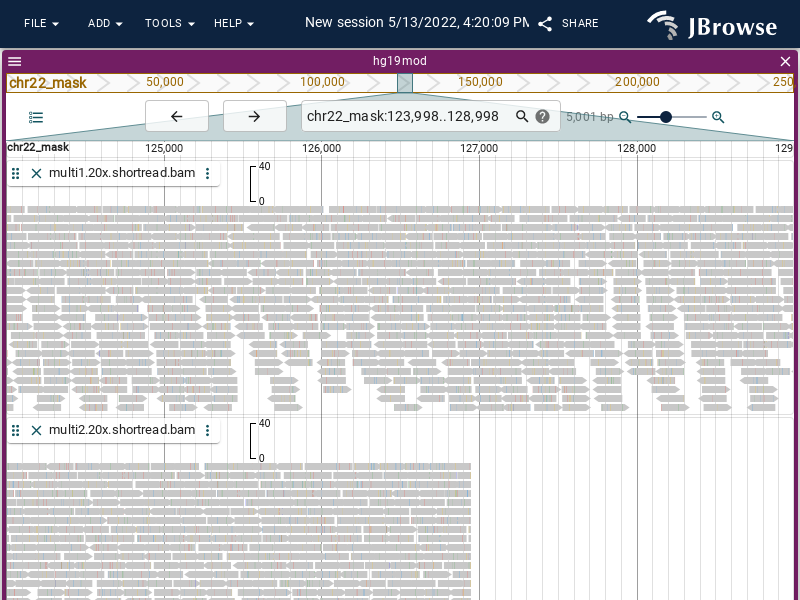 FILE ADD TOOLS HELP New session 5/13/2022, 4:20:09 PM SHARE JBrowse
hg19mod
chr22_mask 50,000 100,000 150,000 200,000 250
chr22_mask:123,998..128,998 5,001 bp
chr22_mask 125,000 126,000 127,000 128,000 129
multi1.20x.shortread.bam 40
0
multi2.20x.shortread.bam 40
0